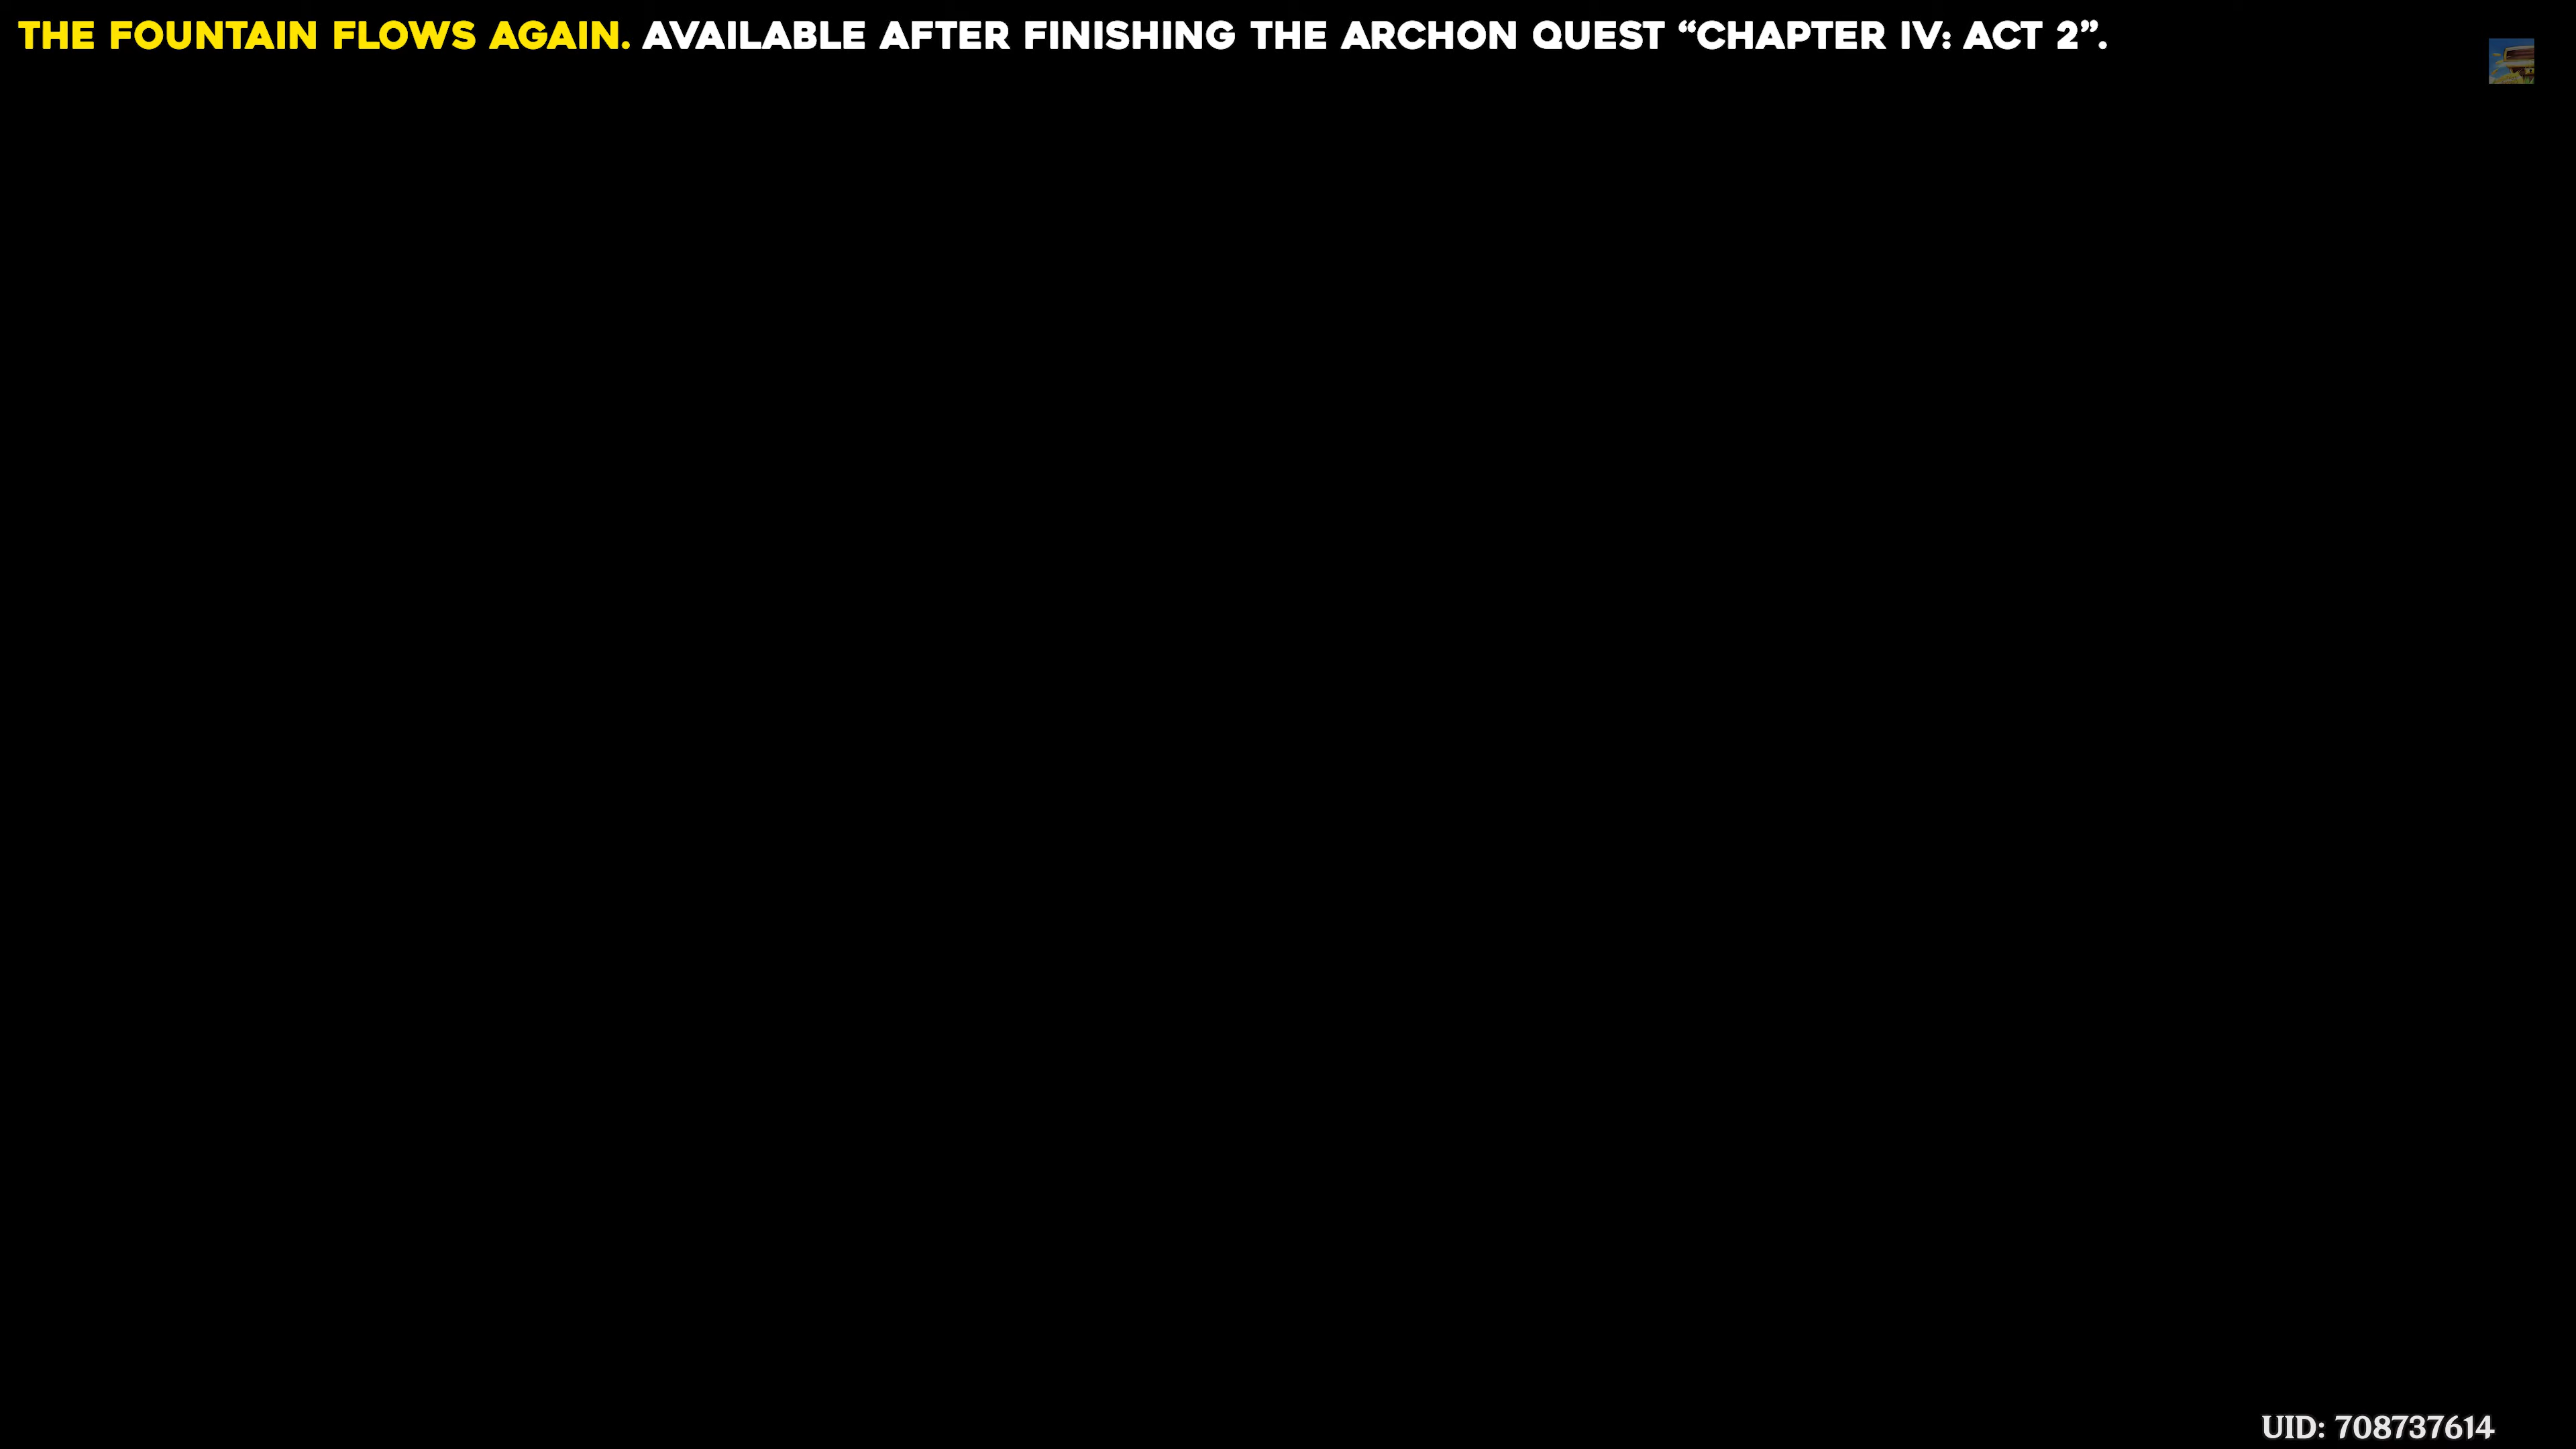 THE FOUNTAIN FLOWS AGAIN. AVAILABLE AFTER FINISHING THE ARCHON QUEST “CHAPTER IV: ACT 2”.
UID: 708737614